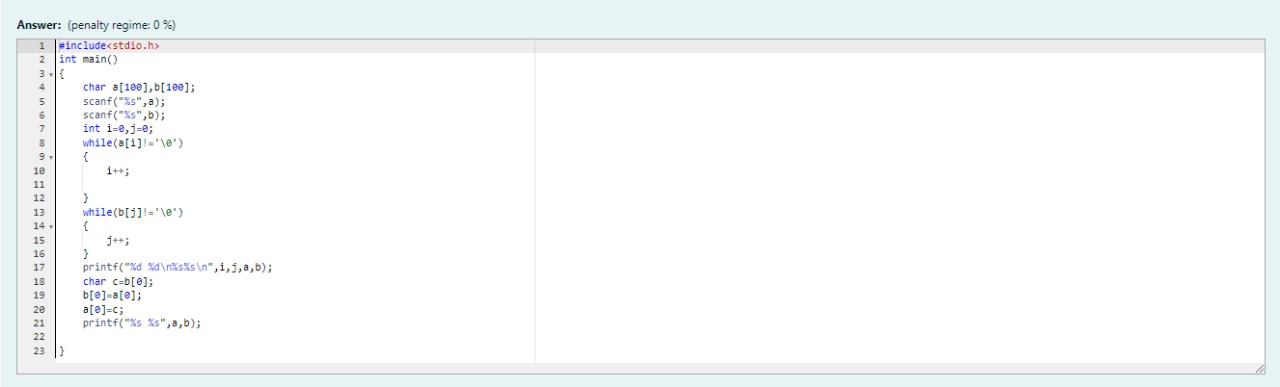 Answer: (penalty regime: 0 %)
1 #include<stdio.h>
2 int main()
3 {
4 char a[100],b[100];
5 scanf("%s",a);
6 scanf("%s",b);
7 int i=0,j=0;
8 while(a[i]!='\0')
9 {
10 i++;
11
12 }
13 while(b[j]!='\0')
14 {
15 j++;
16 }
17 printf("%d %d\n%s%s\n",i,j,a,b);
18 char c=b[0];
19 b[0]=a[0];
20 a[0]=c;
21 printf("%s %s",a,b);
22
23 }